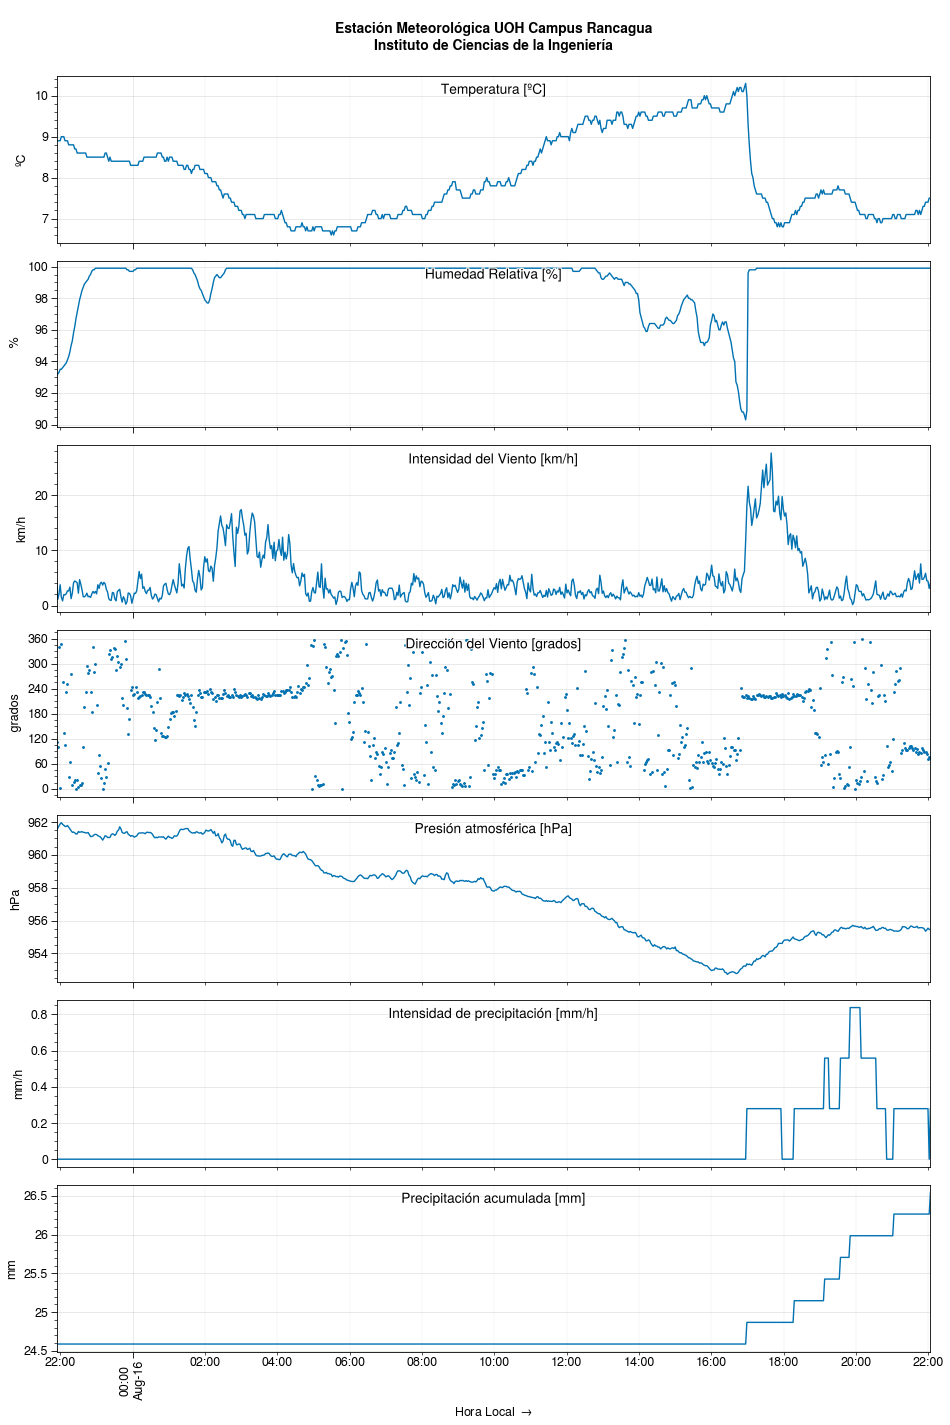 Estación Meteorológica UOH Campus Rancagua
Instituto de Ciencias de la Ingeniería
Temperatura [ºC]
ºC
10
9
8
7
Humedad Relativa [%]
%
100
98
96
94
92
90
Intensidad del Viento [km/h]
km/h
20
10
0
Dirección del Viento [grados]
grados
360
300
240
180
120
60
0
Presión atmosférica [hPa]
hPa
962
960
958
956
954
Intensidad de precipitación [mm/h]
mm/h
0.8
0.6
0.4
0.2
0
Precipitación acumulada [mm]
mm
26.5
26
25.5
25
24.5
22:00
00:00
Aug-16
02:00
04:00
06:00
08:00
10:00
12:00
14:00
16:00
18:00
20:00
22:00
Hora Local →